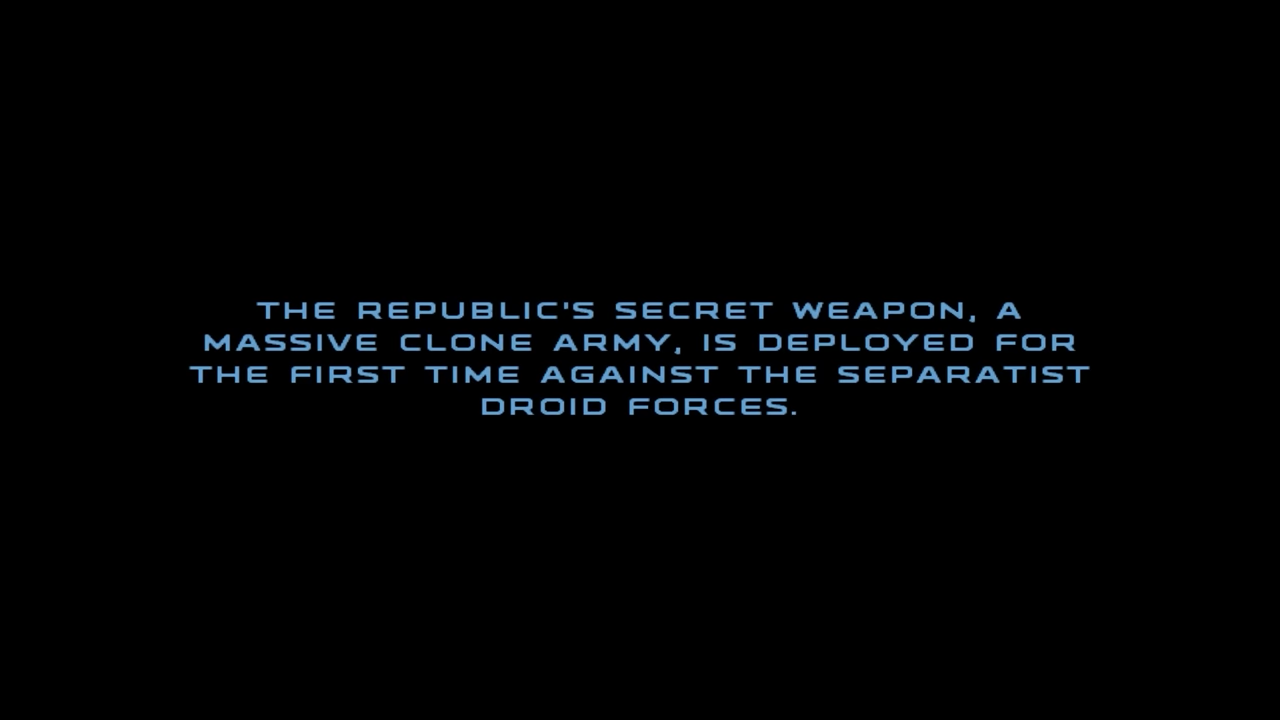 THE REPUBLIC'S SECRET WEAPON, A
MASSIVE CLONE ARMY, IS DEPLOYED FOR
THE FIRST TIME AGAINST THE SEPARATIST
DROID FORCES.